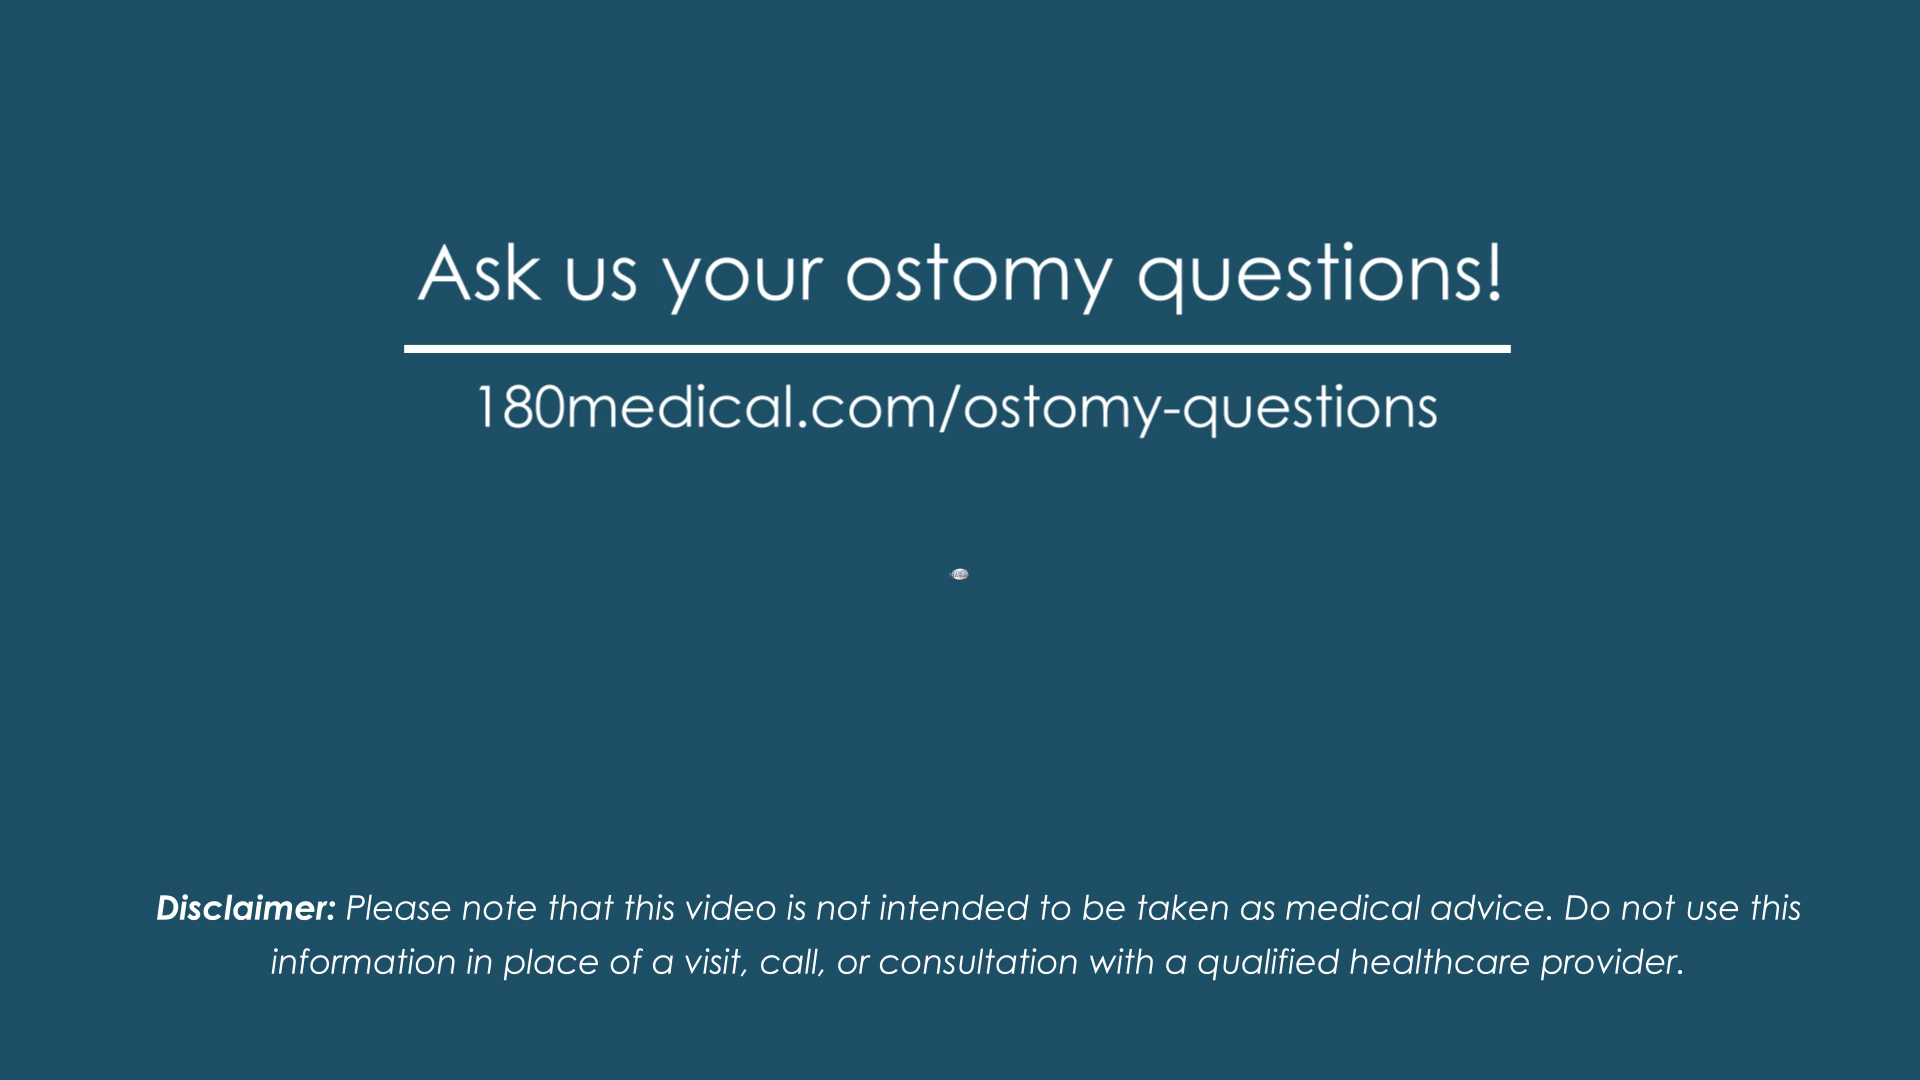 Ask us your ostomy questions!
180medical.com/ostomy-questions
Disclaimer: Please note that this video is not intended to be taken as medical advice. Do not use this
information in place of a visit, call, or consultation with a qualified healthcare provider.